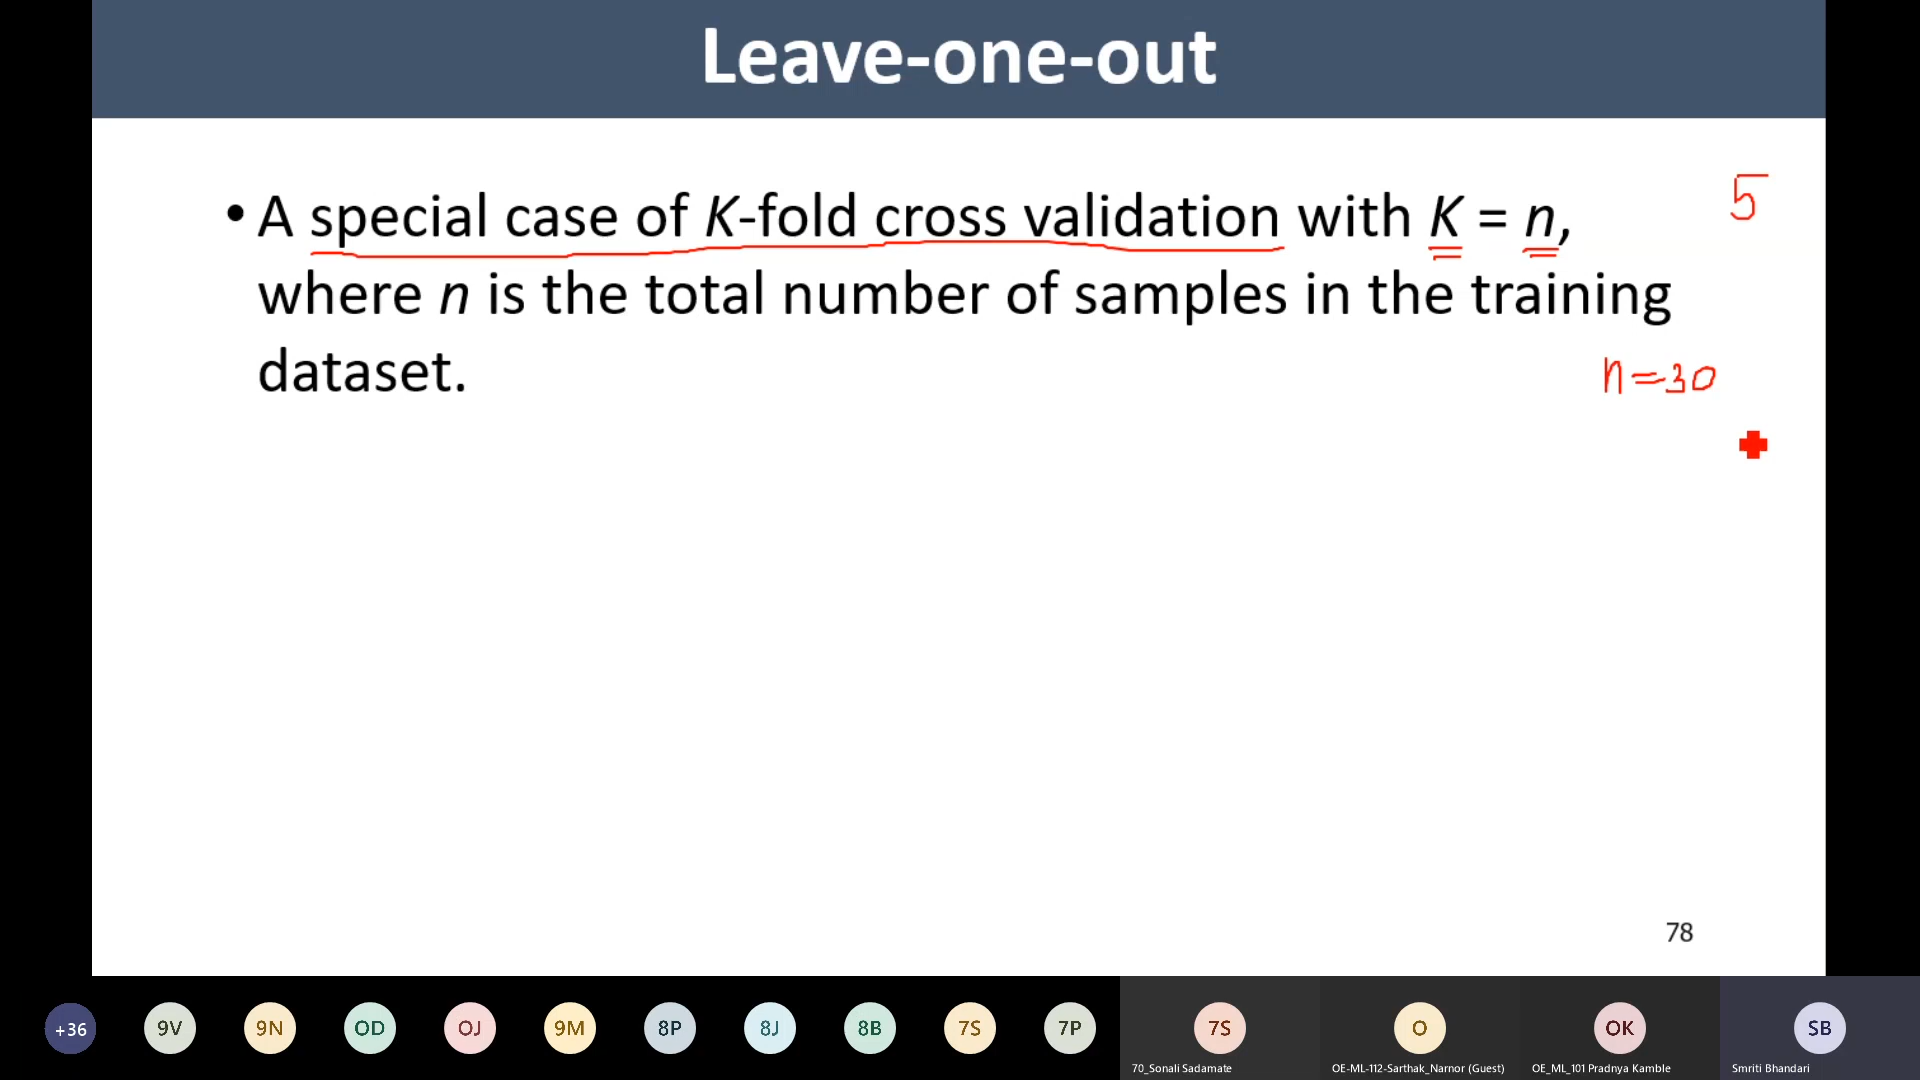 Leave-one-out
• A special case of K-fold cross validation with K = n,
5
where n is the total number of samples in the training
dataset.
n=30
78
+36 9V 9N OD OJ 9M 8P 8J 8B 7S 7P 7S O OK SB
70_Sonali Sadamate OE-ML-112-Sarthak_Narnor (Guest) OE_ML_101 Pradnya Kamble Smriti Bhandari